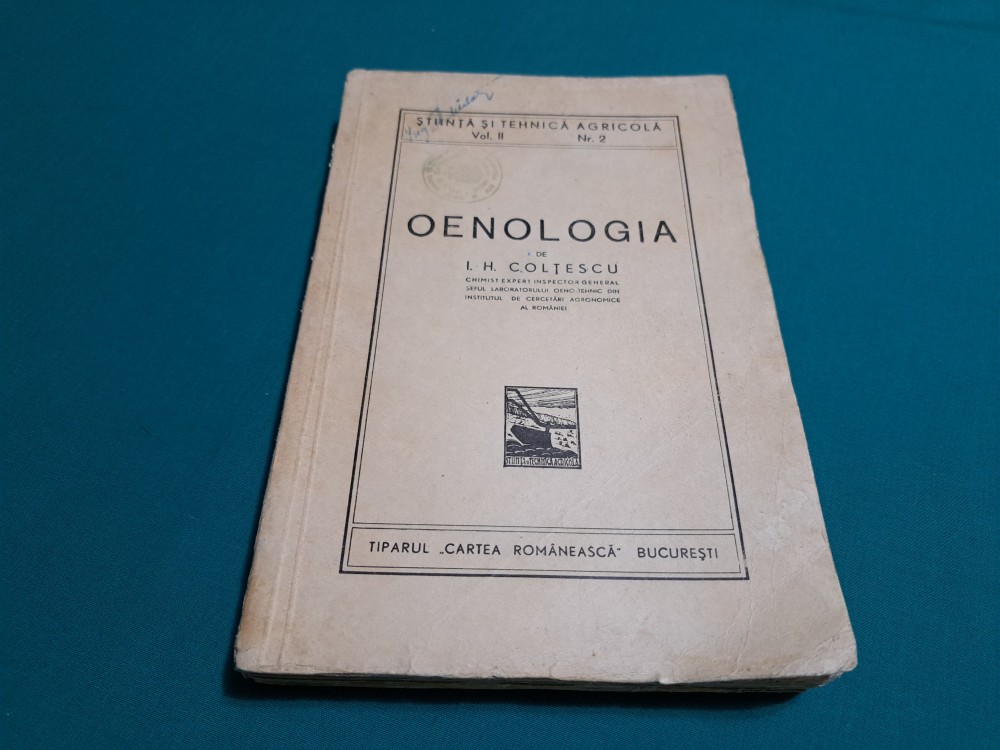 ȘTIINȚĂ ȘI TEHNICĂ AGRICOLĂ
Vol. II Nr. 2
OENOLOGIA
DE
I. H. COLȚESCU
CHIMIST EXPERT INSPECTOR GENERAL
ȘEFUL LABORATORULUI OENO-TEHNIC DIN
INSTITUTUL DE CERCETĂRI AGRONOMICE
AL ROMÂNIEI
TIPARUL „CARTEA ROMÂNEASCĂ" BUCUREȘTI